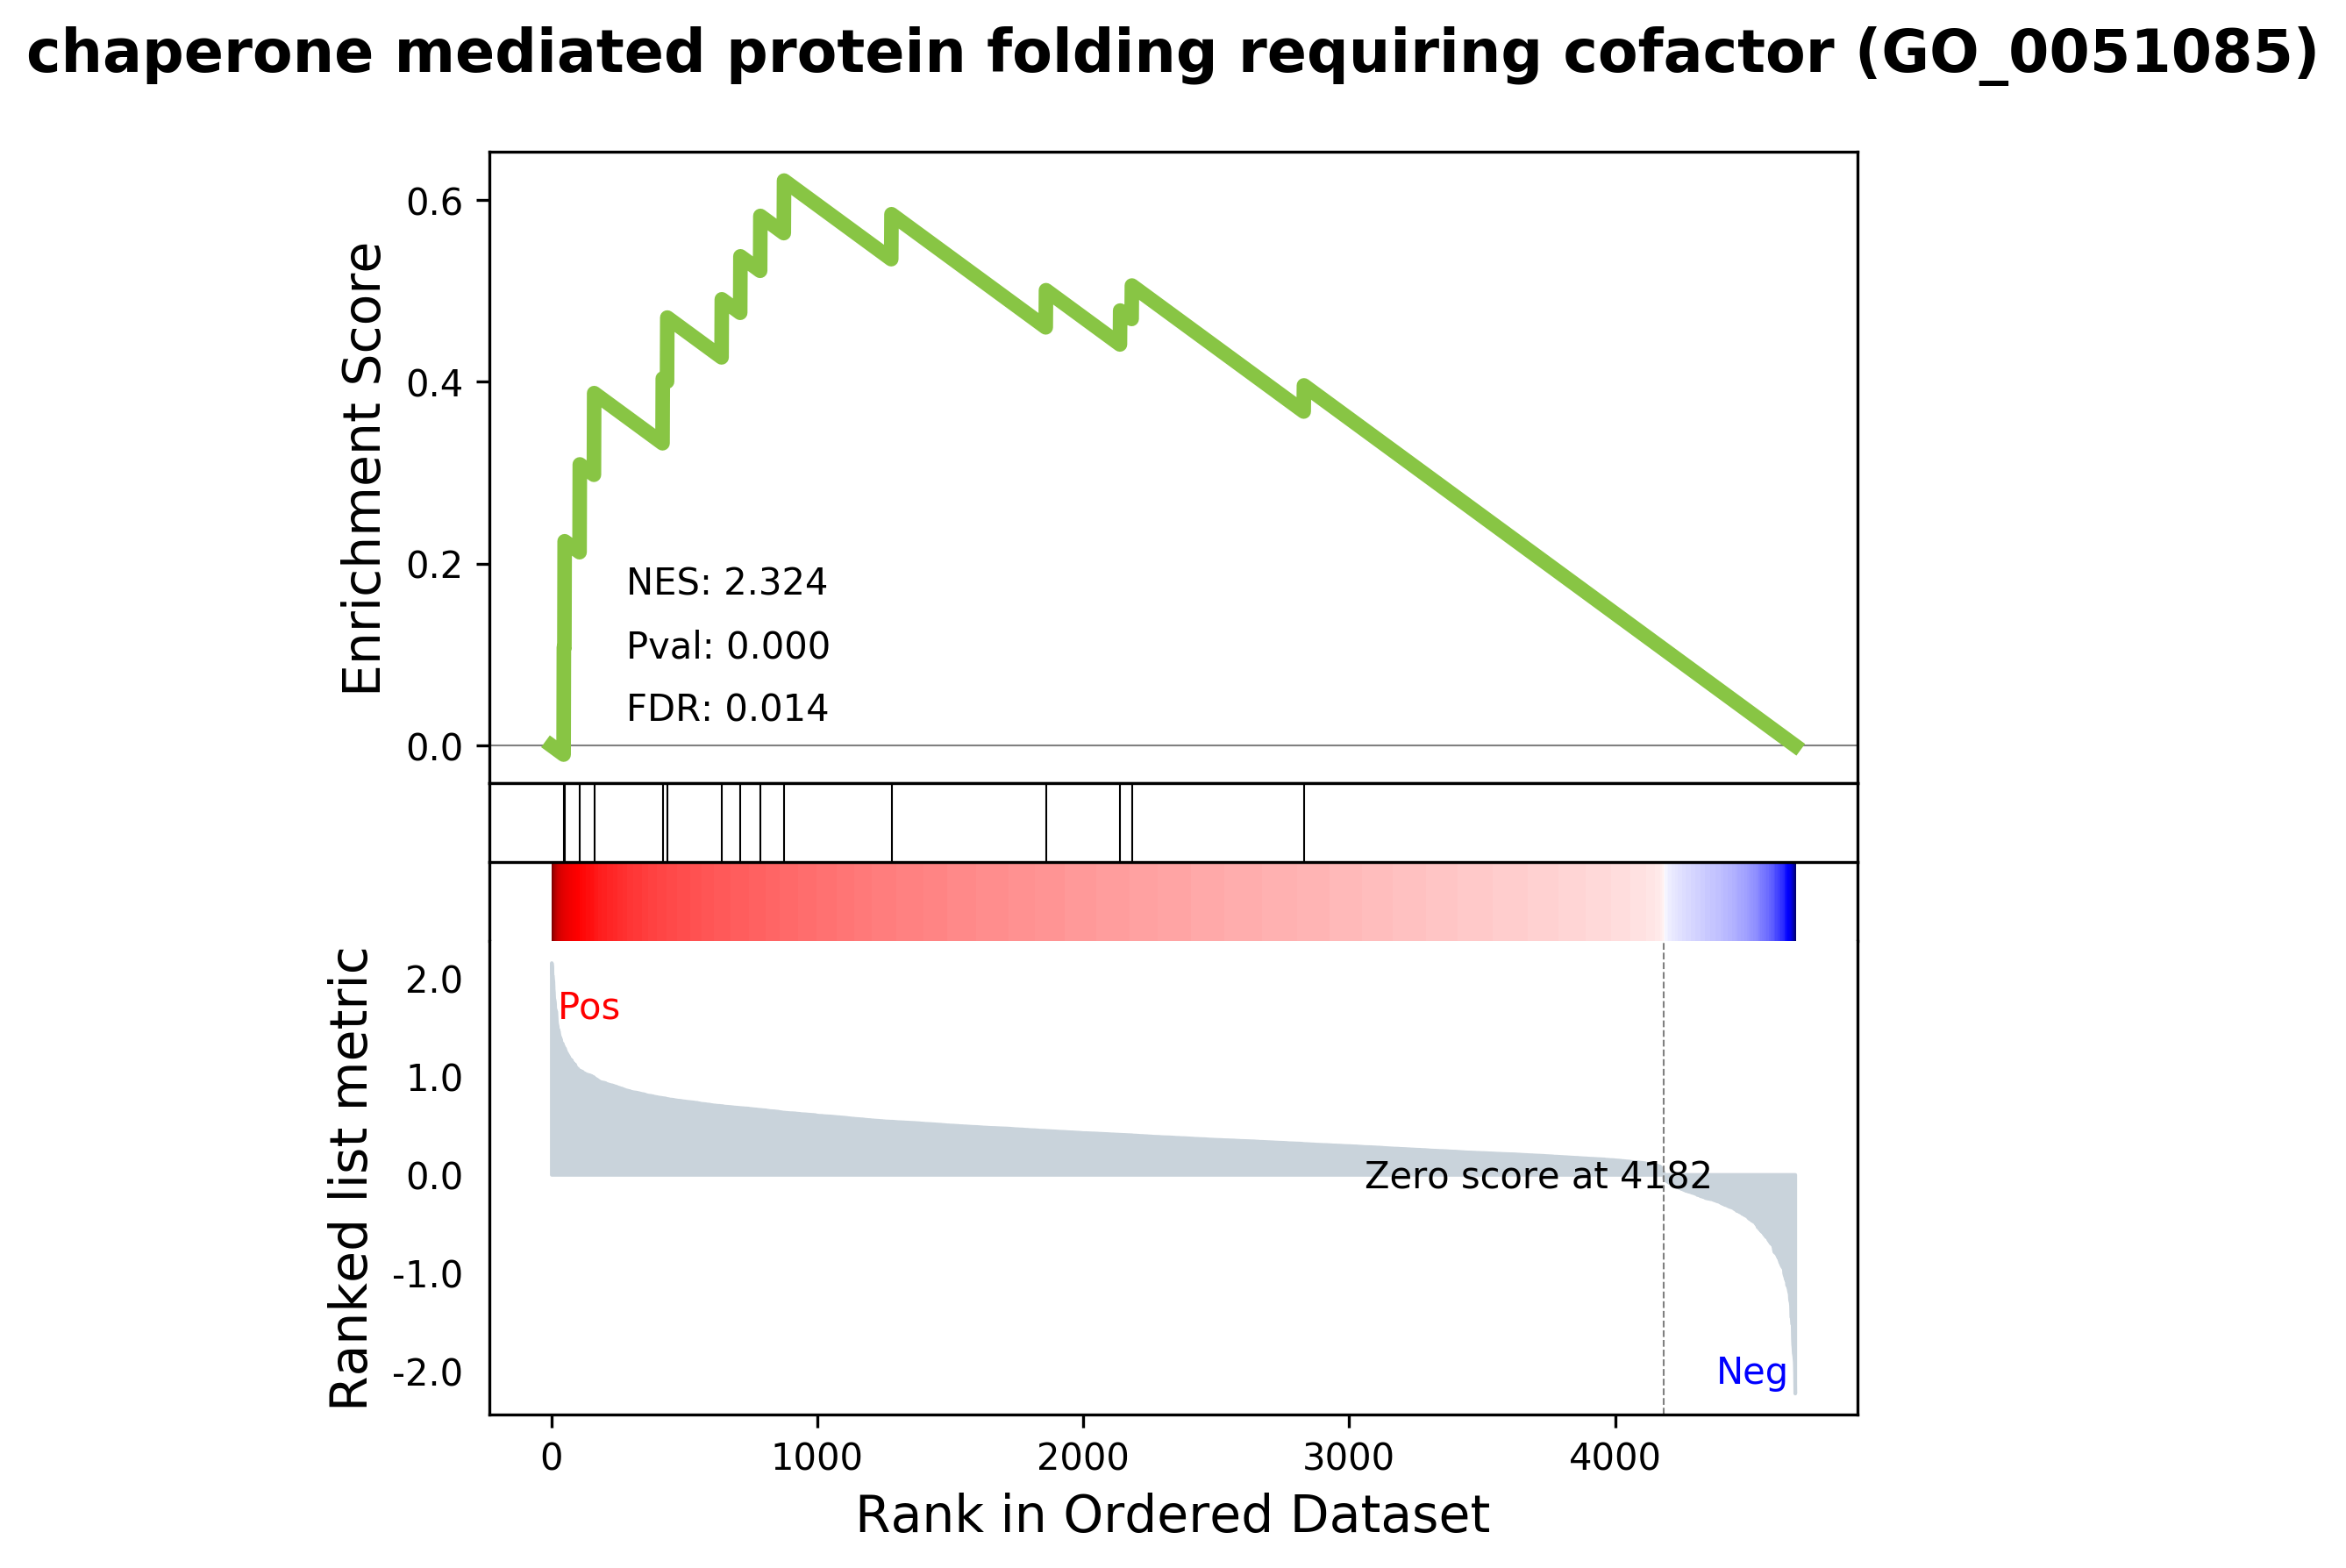 chaperone mediated protein folding requiring cofactor (GO_0051085)
Enrichment Score
0.6
0.4
0.2
0.0
NES: 2.324
Pval: 0.000
FDR: 0.014
Ranked list metric
2.0
1.0
0.0
-1.0
-2.0
Pos
Zero score at 4182
Neg
0 1000 2000 3000 4000
Rank in Ordered Dataset